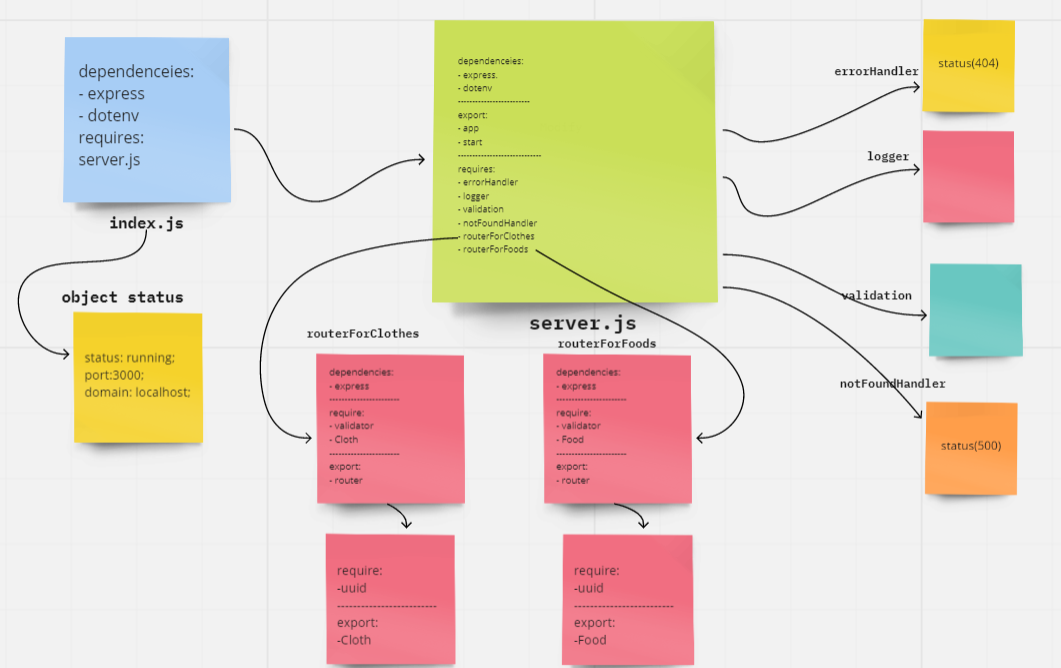 dependenceies:
- express
- dotenv
requires:
server.js
index.js
object status
status: running;
port:3000;
domain: localhost;
dependenceies:
- express.
- dotenv
--------------------------
export:
- app
- start
------------------------------
requires:
- errorHandler
- logger
- validation
- notFoundHandler
- routerForClothes
- routerForFoods
server.js
errorHandler
status(404)
logger
validation
notFoundHandler
status(500)
routerForClothes
dependencies:
- express
-------------------------
require:
- validator
- Cloth
-------------------------
export:
- router
routerForFoods
dependencies:
- express
-------------------------
require:
- validator
- Food
-------------------------
export:
- router
require:
-uuid
-------------------------
export:
-Cloth
require:
-uuid
-------------------------
export:
-Food